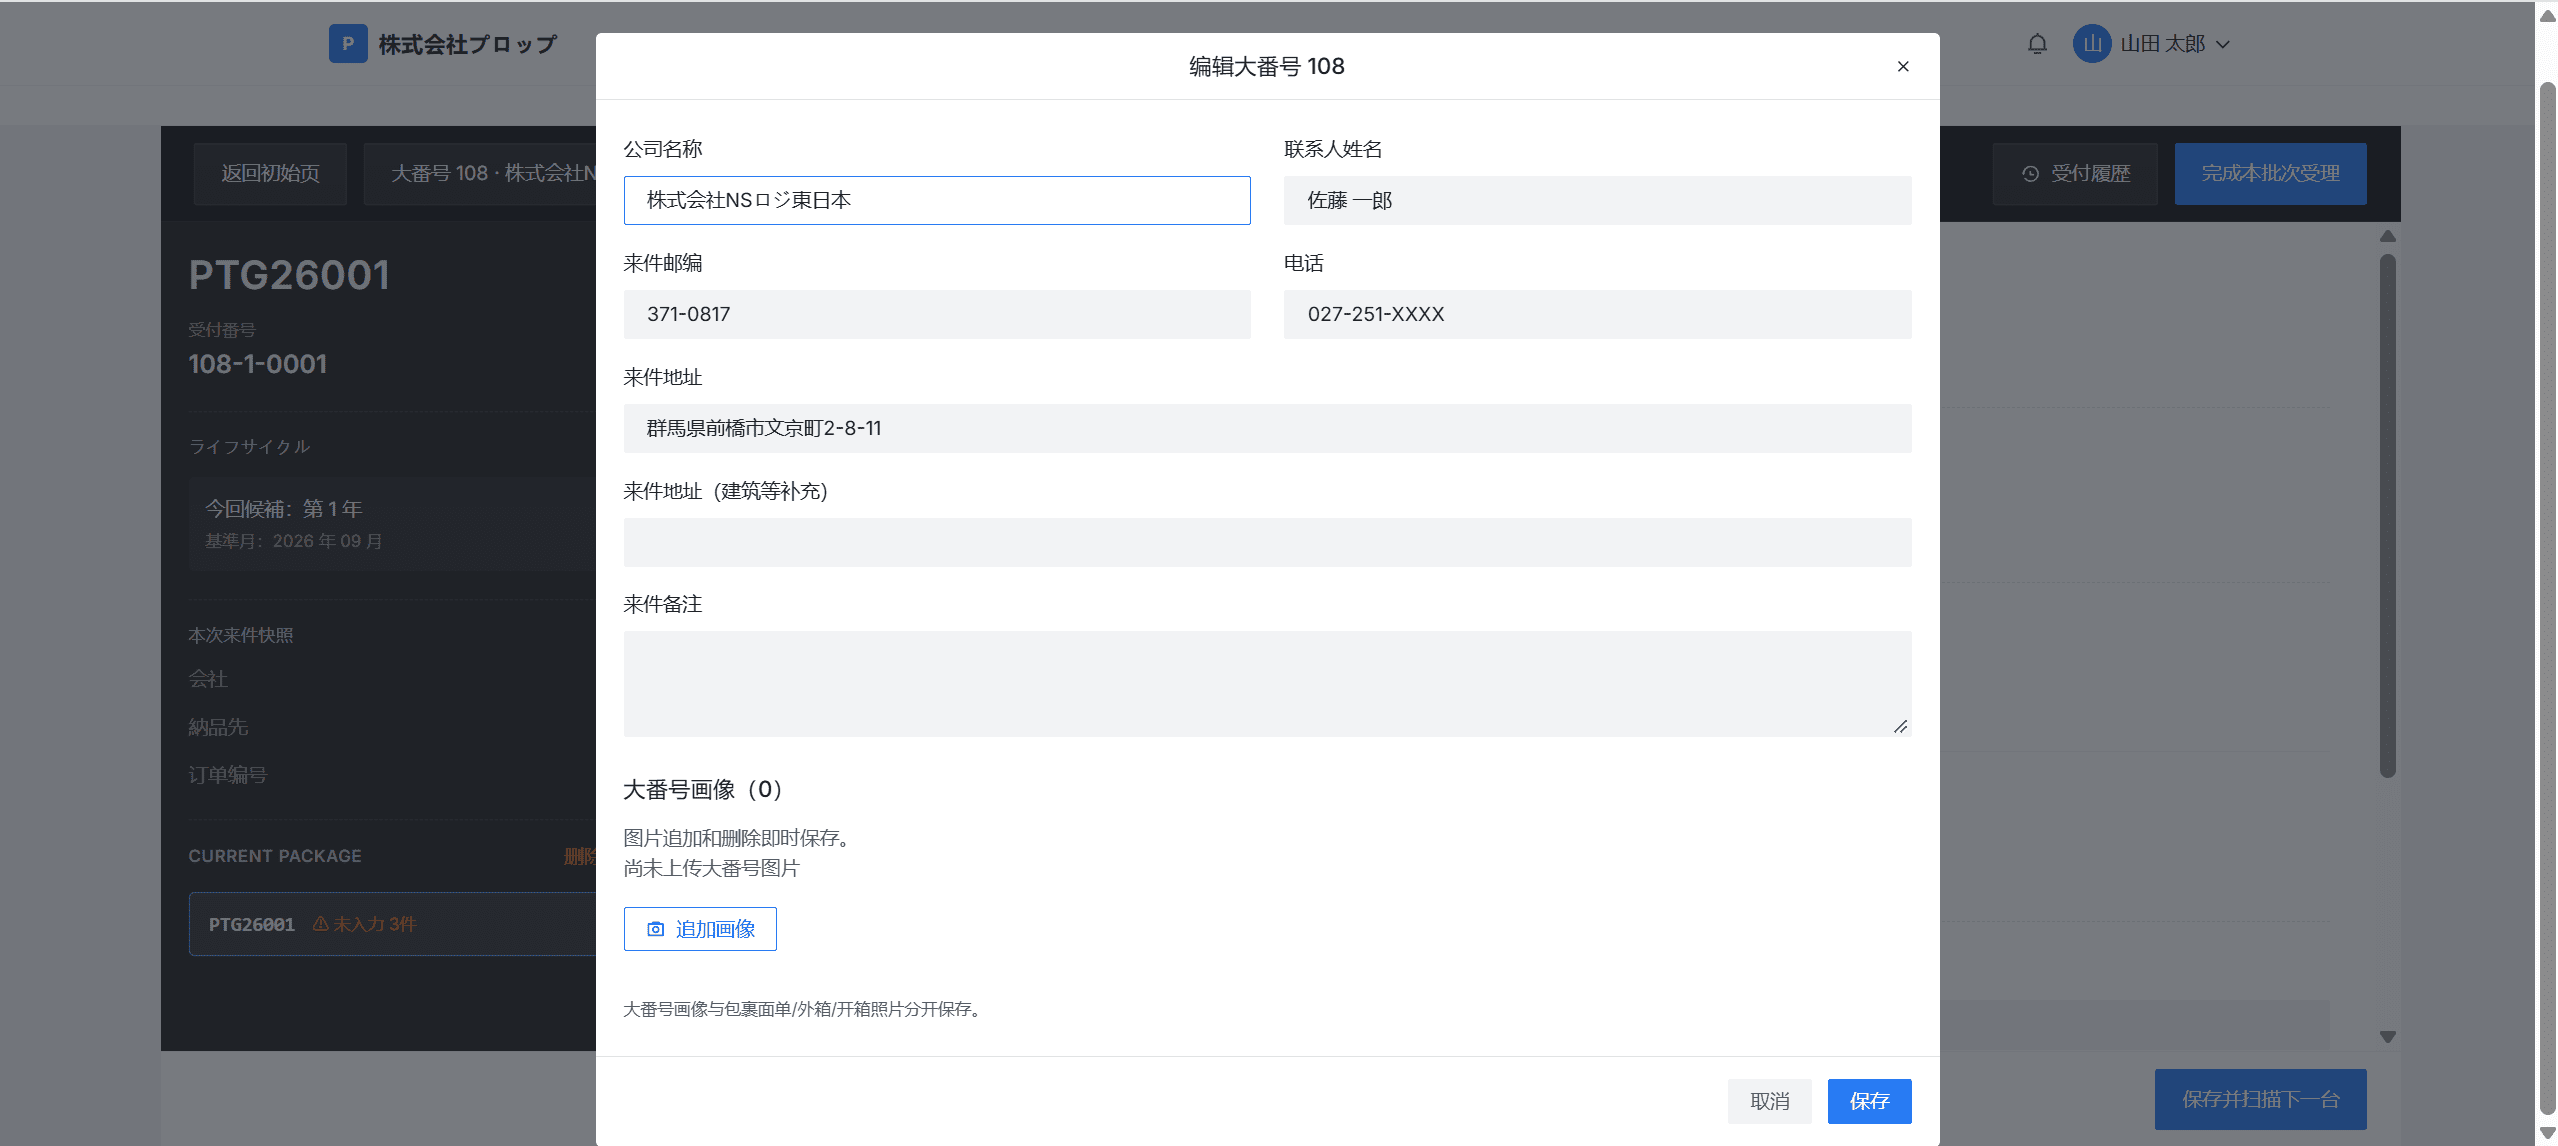 P 株式会社プロップ
山 山田 太郎
编辑大番号 108
返回初始页
大番号 108 · 株式会社N
受付履歴
完成本批次受理
PTG26001
受付番号
108-1-0001
ライフサイクル
今回候補：第 1 年
基準月：2026 年 09 月
本次来件快照
会社
納品先
订单编号
CURRENT PACKAGE
删除
PTG26001 未入力 3件
公司名称
株式会社NSロジ東日本
联系人姓名
佐藤 一郎
来件邮编
371-0817
电话
027-251-XXXX
来件地址
群馬県前橋市文京町2-8-11
来件地址（建筑等补充）
来件备注
大番号画像（0）
图片追加和删除即时保存。
尚未上传大番号图片
追加画像
大番号画像与包裹面单/外箱/开箱照片分开保存。
取消
保存
保存并扫描下一台